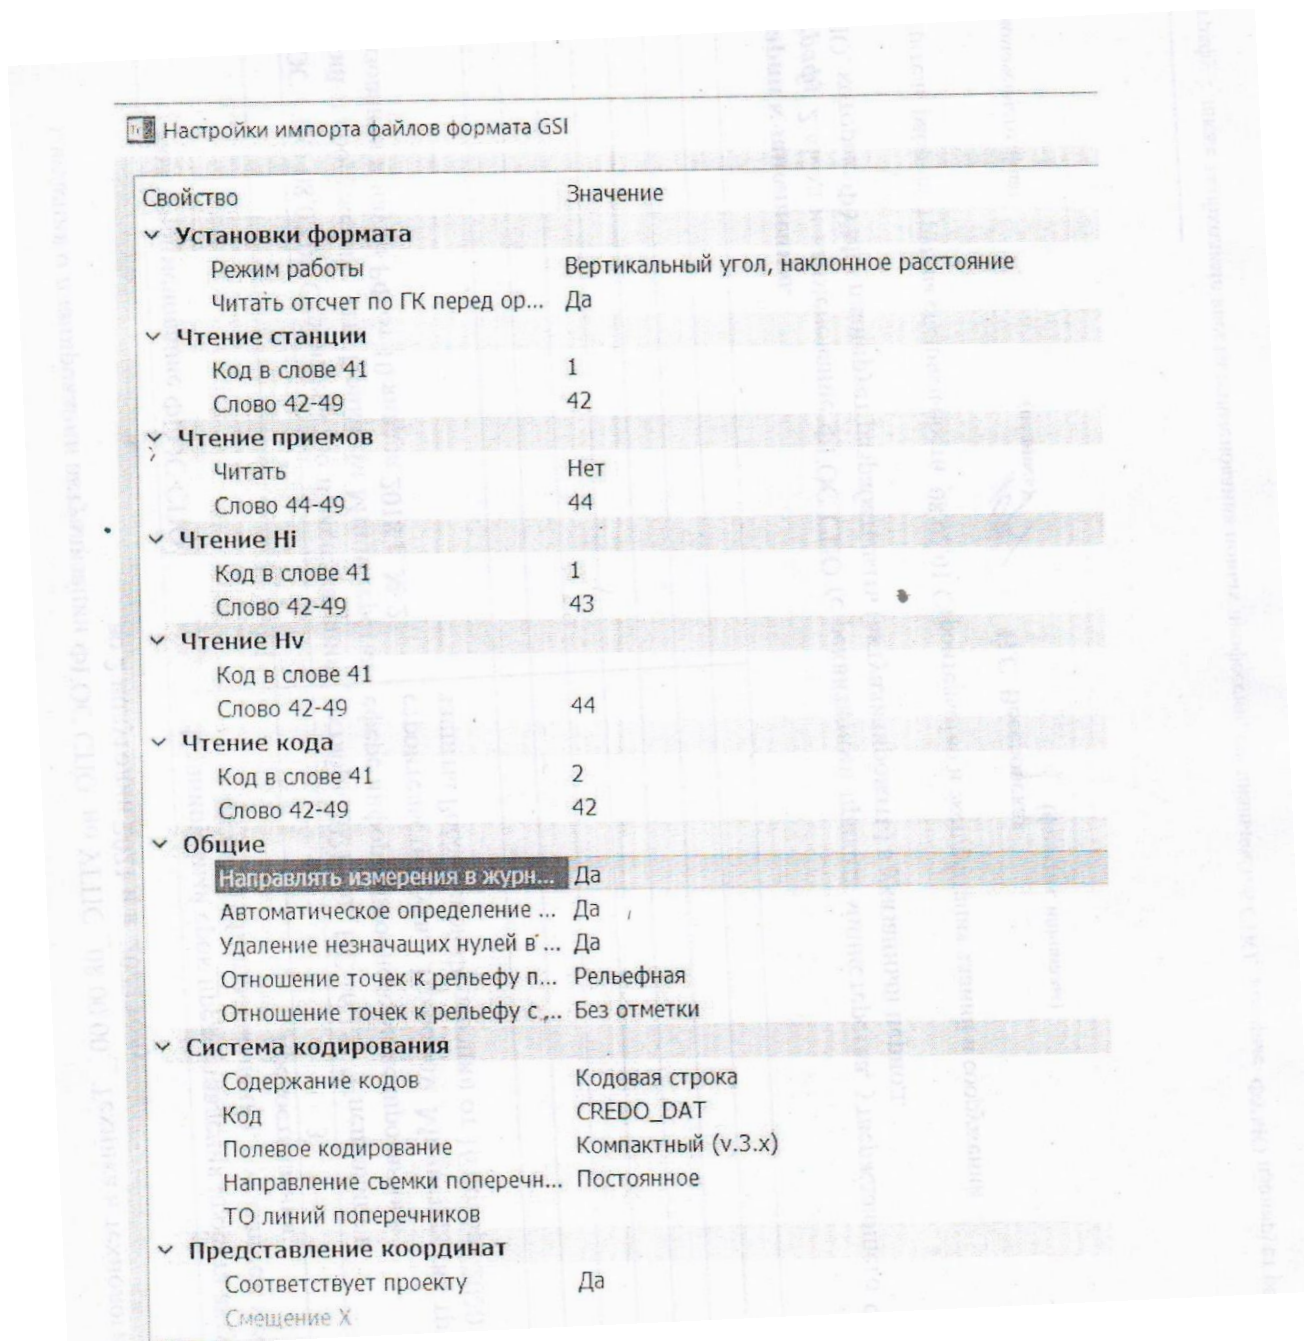 Настройки импорта файлов формата GSI
Свойство Значение
Установки формата
Режим работы Вертикальный угол, наклонное расстояние
Читать отсчет по ГК перед ор... Да
Чтение станции
Код в слове 41 1
Слово 42-49 42
Чтение приемов
Читать Нет
Слово 44-49 44
Чтение Hi
Код в слове 41 1
Слово 42-49 43
Чтение Hv
Код в слове 41
Слово 42-49 44
Чтение кода
Код в слове 41 2
Слово 42-49 42
Общие
Направлять измерения в журн... Да
Автоматическое определение ... Да
Удаление незначащих нулей в ... Да
Отношение точек к рельефу п... Рельефная
Отношение точек к рельефу с ... Без отметки
Система кодирования
Содержание кодов Кодовая строка
Код CREDO_DAT
Полевое кодирование Компактный (v.3.x)
Направление съемки поперечн... Постоянное
ТО линий поперечников
Представление координат
Соответствует проекту Да
Смещение X